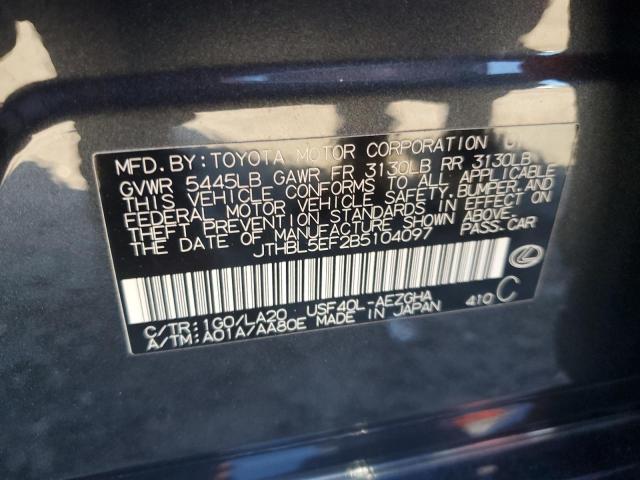 MFD. BY: TOYOTA MOTOR CORPORATION
GVWR 5445LB GAWR FR 3130LB RR 3130LB
THIS VEHICLE CONFORMS TO ALL APPLICABLE
FEDERAL MOTOR VEHICLE SAFETY, BUMPER, AND
THEFT PREVENTION STANDARDS IN EFFECT ON
THE DATE OF MANUFACTURE SHOWN ABOVE.
JTHBL5EF2B5104097 PASS. CAR
C/TR: 1G0/LA20 USF40L-AEZGHA 410 C
A/TM: A01A/AA80E MADE IN JAPAN